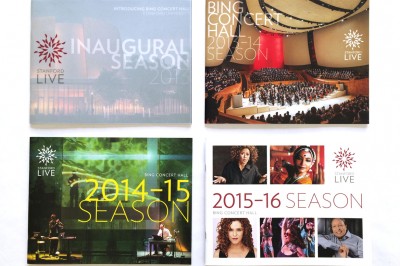 INTRODUCING BING CONCERT HALL
INAUGURAL
SEASON
2013
STANFORD
LIVE
BING
CONCERT
HALL
2013-14
SEASON
STANFORD
LIVE
STANFORD
LIVE
BING CONCERT HALL
2014-15
SEASON
STANFORD
LIVE
2015-16 SEASON
BING CONCERT HALL